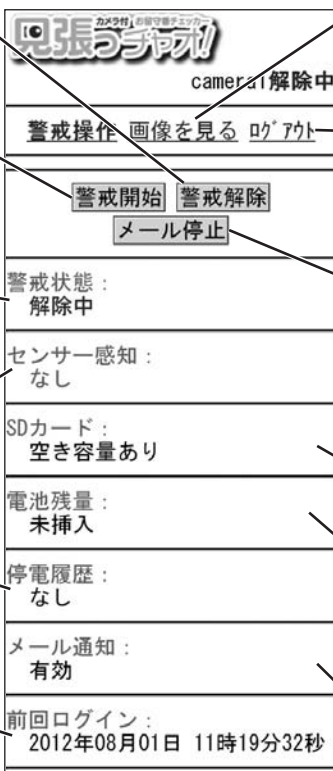 カメラ付 お留守番チェッカー
見張っチャオ!
camera1解除中
警戒操作 画像を見る ログアウト
警戒開始 警戒解除
メール停止
警戒状態:
解除中
センサー感知:
なし
SDカード:
空き容量あり
電池残量:
未挿入
停電履歴:
なし
メール通知:
有効
前回ログイン:
2012年08月01日 11時19分32秒